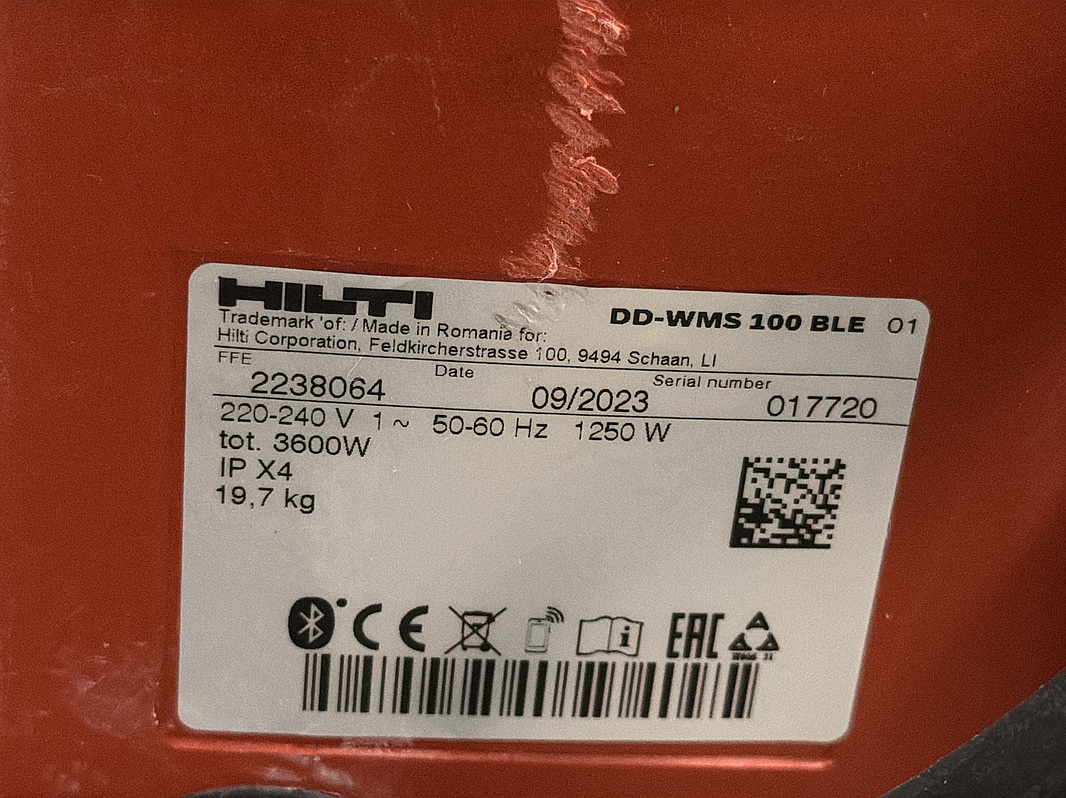 HILTI
DD-WMS 100 BLE 01
Trademark of: / Made in Romania for:
Hilti Corporation, Feldkircherstrasse 100, 9494 Schaan, LI
FFE Date Serial number
2238064 09/2023 017720
220-240 V 1 ~ 50-60 Hz 1250 W
tot. 3600W
IP X4
19,7 kg
CE EAC